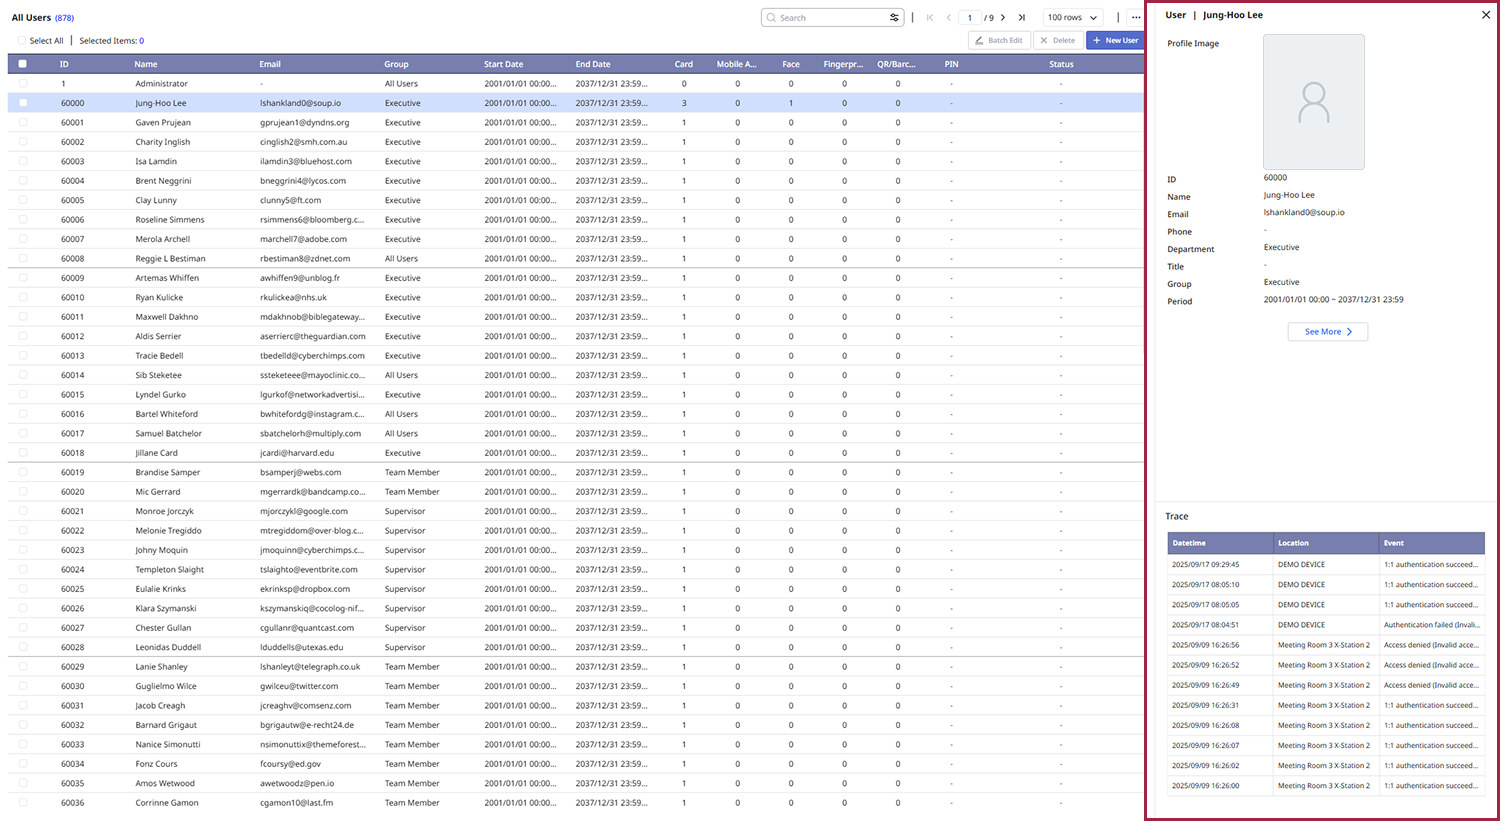 All Users (878)
Search
1 / 9
100 rows
Select All | Selected Items: 0
Batch Edit
Delete
+ New User
ID Name Email Group Start Date End Date Card Mobile A... Face Fingerpr... QR/Barc... PIN Status
1 Administrator - All Users 2001/01/01 00:00... 2037/12/31 23:59... 0 0 0 0 0 - -
60000 Jung-Hoo Lee lshankland0@soup.io Executive 2001/01/01 00:00... 2037/12/31 23:59... 3 0 1 0 0 - -
60001 Gaven Prujean gprujean1@dyndns.org Executive 2001/01/01 00:00... 2037/12/31 23:59... 1 0 0 0 0 - -
60002 Charity Inglish cinglish2@smh.com.au Executive 2001/01/01 00:00... 2037/12/31 23:59... 1 0 0 0 0 - -
60003 Isa Lamdin ilamdin3@bluehost.com Executive 2001/01/01 00:00... 2037/12/31 23:59... 1 0 0 0 0 - -
60004 Brent Neggrini bneggrini4@lycos.com Executive 2001/01/01 00:00... 2037/12/31 23:59... 1 0 0 0 0 - -
60005 Clay Lunny clunny5@ft.com Executive 2001/01/01 00:00... 2037/12/31 23:59... 1 0 0 0 0 - -
60006 Roseline Simmens rsimmens6@bloomberg.c... Executive 2001/01/01 00:00... 2037/12/31 23:59... 1 0 0 0 0 - -
60007 Merola Archell marchell7@adobe.com Executive 2001/01/01 00:00... 2037/12/31 23:59... 1 0 0 0 0 - -
60008 Reggie L Bestiman rbestiman8@zdnet.com All Users 2001/01/01 00:00... 2037/12/31 23:59... 1 0 0 0 0 - -
60009 Artemas Whiffen awhiffen9@unblog.fr Executive 2001/01/01 00:00... 2037/12/31 23:59... 1 0 0 0 0 - -
60010 Ryan Kulicke rkulickea@nhs.uk Executive 2001/01/01 00:00... 2037/12/31 23:59... 1 0 0 0 0 - -
60011 Maxwell Dakhno mdakhnob@biblegateway... Executive 2001/01/01 00:00... 2037/12/31 23:59... 1 0 0 0 0 - -
60012 Aldis Serrier aserrierc@theguardian.com Executive 2001/01/01 00:00... 2037/12/31 23:59... 1 0 0 0 0 - -
60013 Tracie Bedell tbedelld@cyberchimps.com Executive 2001/01/01 00:00... 2037/12/31 23:59... 1 0 0 0 0 - -
60014 Sib Steketee ssteketeee@mayoclinic.co... All Users 2001/01/01 00:00... 2037/12/31 23:59... 1 0 0 0 0 - -
60015 Lyndel Gurko lgurkof@networkadvertisi... Executive 2001/01/01 00:00... 2037/12/31 23:59... 1 0 0 0 0 - -
60016 Bartel Whiteford bwhitefordg@instagram.c... All Users 2001/01/01 00:00... 2037/12/31 23:59... 1 0 0 0 0 - -
60017 Samuel Batchelor sbatchelorh@multiply.com All Users 2001/01/01 00:00... 2037/12/31 23:59... 1 0 0 0 0 - -
60018 Jillane Card jcardi@harvard.edu Executive 2001/01/01 00:00... 2037/12/31 23:59... 1 0 0 0 0 - -
60019 Brandise Samper bsamperj@webs.com Team Member 2001/01/01 00:00... 2037/12/31 23:59... 1 0 0 0 0 - -
60020 Mic Gerrard mgerrardk@bandcamp.co... Team Member 2001/01/01 00:00... 2037/12/31 23:59... 1 0 0 0 0 - -
60021 Monroe Jorczyk mjorczykl@google.com Supervisor 2001/01/01 00:00... 2037/12/31 23:59... 1 0 0 0 0 - -
60022 Melonie Tregiddo mtregiddom@over-blog.c... Supervisor 2001/01/01 00:00... 2037/12/31 23:59... 1 0 0 0 0 - -
60023 Johny Moquin jmoquinn@cyberchimps.c... Supervisor 2001/01/01 00:00... 2037/12/31 23:59... 1 0 0 0 0 - -
60024 Templeton Slaight tslaighto@eventbrite.com Supervisor 2001/01/01 00:00... 2037/12/31 23:59... 1 0 0 0 0 - -
60025 Eulalie Krinks ekrinksp@dropbox.com Supervisor 2001/01/01 00:00... 2037/12/31 23:59... 1 0 0 0 0 - -
60026 Klara Szymanski kszymanskiq@cocolog-nif... Supervisor 2001/01/01 00:00... 2037/12/31 23:59... 1 0 0 0 0 - -
60027 Chester Gullan cgullanr@quantcast.com Supervisor 2001/01/01 00:00... 2037/12/31 23:59... 1 0 0 0 0 - -
60028 Leonidas Duddell lduddells@utexas.edu Supervisor 2001/01/01 00:00... 2037/12/31 23:59... 1 0 0 0 0 - -
60029 Lanie Shanley lshanleyt@telegraph.co.uk Team Member 2001/01/01 00:00... 2037/12/31 23:59... 1 0 0 0 0 - -
60030 Guglielmo Wilce gwilceu@twitter.com Team Member 2001/01/01 00:00... 2037/12/31 23:59... 1 0 0 0 0 - -
60031 Jacob Creagh jcreaghv@comsenz.com Team Member 2001/01/01 00:00... 2037/12/31 23:59... 1 0 0 0 0 - -
60032 Barnard Grigaut bgrigautw@e-recht24.de Team Member 2001/01/01 00:00... 2037/12/31 23:59... 1 0 0 0 0 - -
60033 Nanice Simonutti nsimonuttix@themeforest... Team Member 2001/01/01 00:00... 2037/12/31 23:59... 1 0 0 0 0 - -
60034 Fonz Cours fcoursy@ed.gov Team Member 2001/01/01 00:00... 2037/12/31 23:59... 1 0 0 0 0 - -
60035 Amos Wetwood awetwoodz@pen.io Team Member 2001/01/01 00:00... 2037/12/31 23:59... 1 0 0 0 0 - -
60036 Corrinne Gamon cgamon10@last.fm Team Member 2001/01/01 00:00... 2037/12/31 23:59... 1 0 0 0 0 - -
User | Jung-Hoo Lee
Profile Image
ID 60000
Name Jung-Hoo Lee
Email lshankland0@soup.io
Phone -
Department Executive
Title -
Group Executive
Period 2001/01/01 00:00 ~ 2037/12/31 23:59
See More
Trace
Datetime Location Event
2025/09/17 09:29:45 DEMO DEVICE 1:1 authentication succeed...
2025/09/17 08:05:10 DEMO DEVICE 1:1 authentication succeed...
2025/09/17 08:05:05 DEMO DEVICE 1:1 authentication succeed...
2025/09/17 08:04:51 DEMO DEVICE Authentication failed (Invali...
2025/09/09 16:26:56 Meeting Room 3 X-Station 2 Access denied (Invalid acce...
2025/09/09 16:26:52 Meeting Room 3 X-Station 2 Access denied (Invalid acce...
2025/09/09 16:26:49 Meeting Room 3 X-Station 2 Access denied (Invalid acce...
2025/09/09 16:26:31 Meeting Room 3 X-Station 2 1:1 authentication succeed...
2025/09/09 16:26:08 Meeting Room 3 X-Station 2 1:1 authentication succeed...
2025/09/09 16:26:07 Meeting Room 3 X-Station 2 1:1 authentication succeed...
2025/09/09 16:26:02 Meeting Room 3 X-Station 2 1:1 authentication succeed...
2025/09/09 16:26:00 Meeting Room 3 X-Station 2 1:1 authentication succeed...